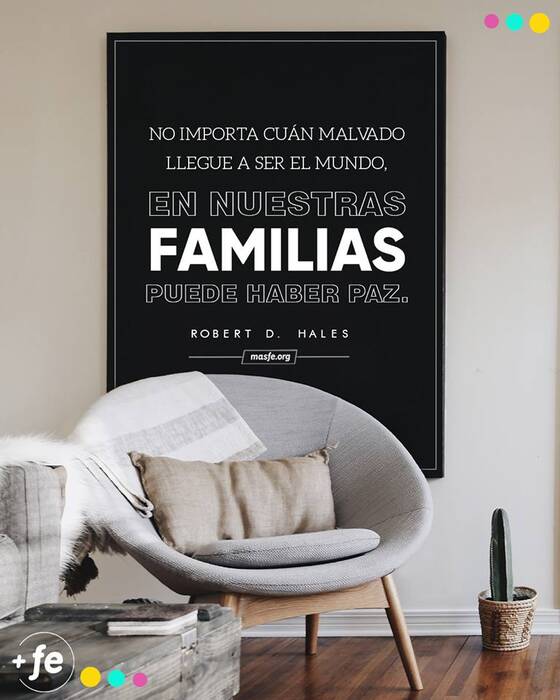 NO IMPORTA CUÁN MALVADO
LLEGUE A SER EL MUNDO,
EN NUESTRAS
FAMILIAS
PUEDE HABER PAZ.
ROBERT D. HALES
masfe.org
+fe